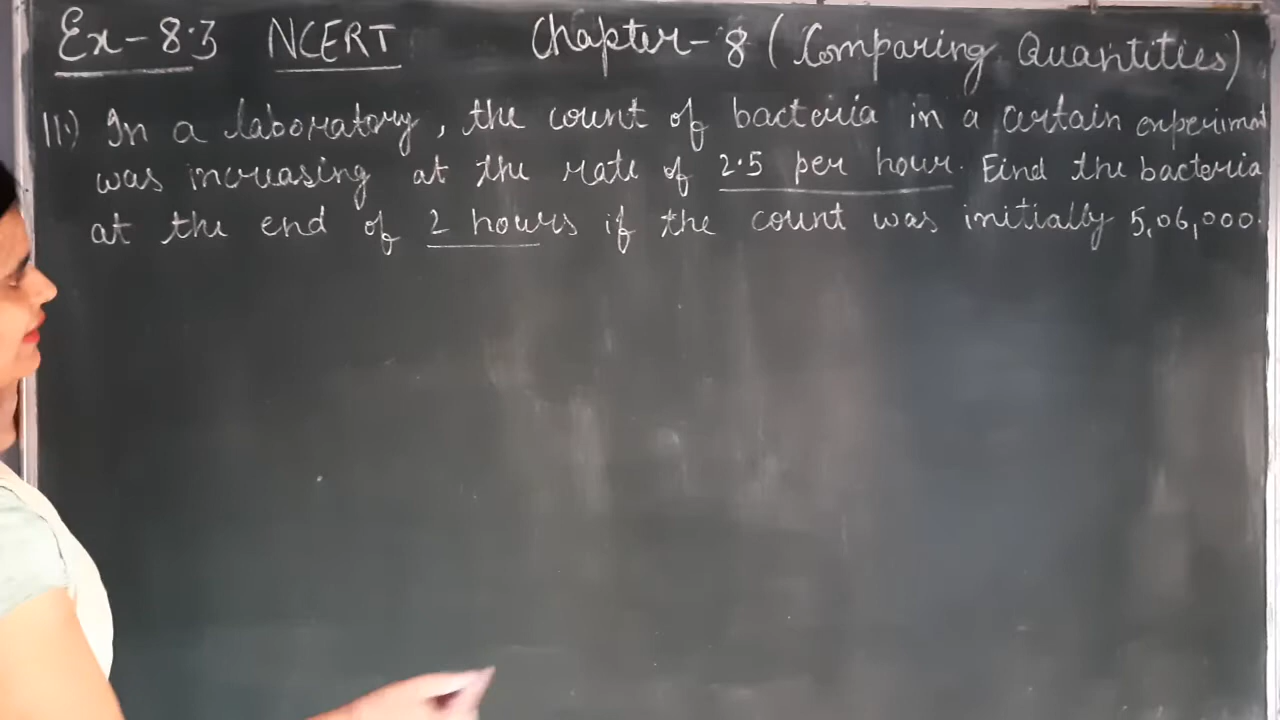 Ex-8.3 NCERT Chapter-8 (Comparing Quantities)
11.) In a laboratory, the count of bacteria in a certain experiment
was increasing at the rate of 2.5 per hour. Find the bacteria
at the end of 2 hours if the count was initially 5,06,000.